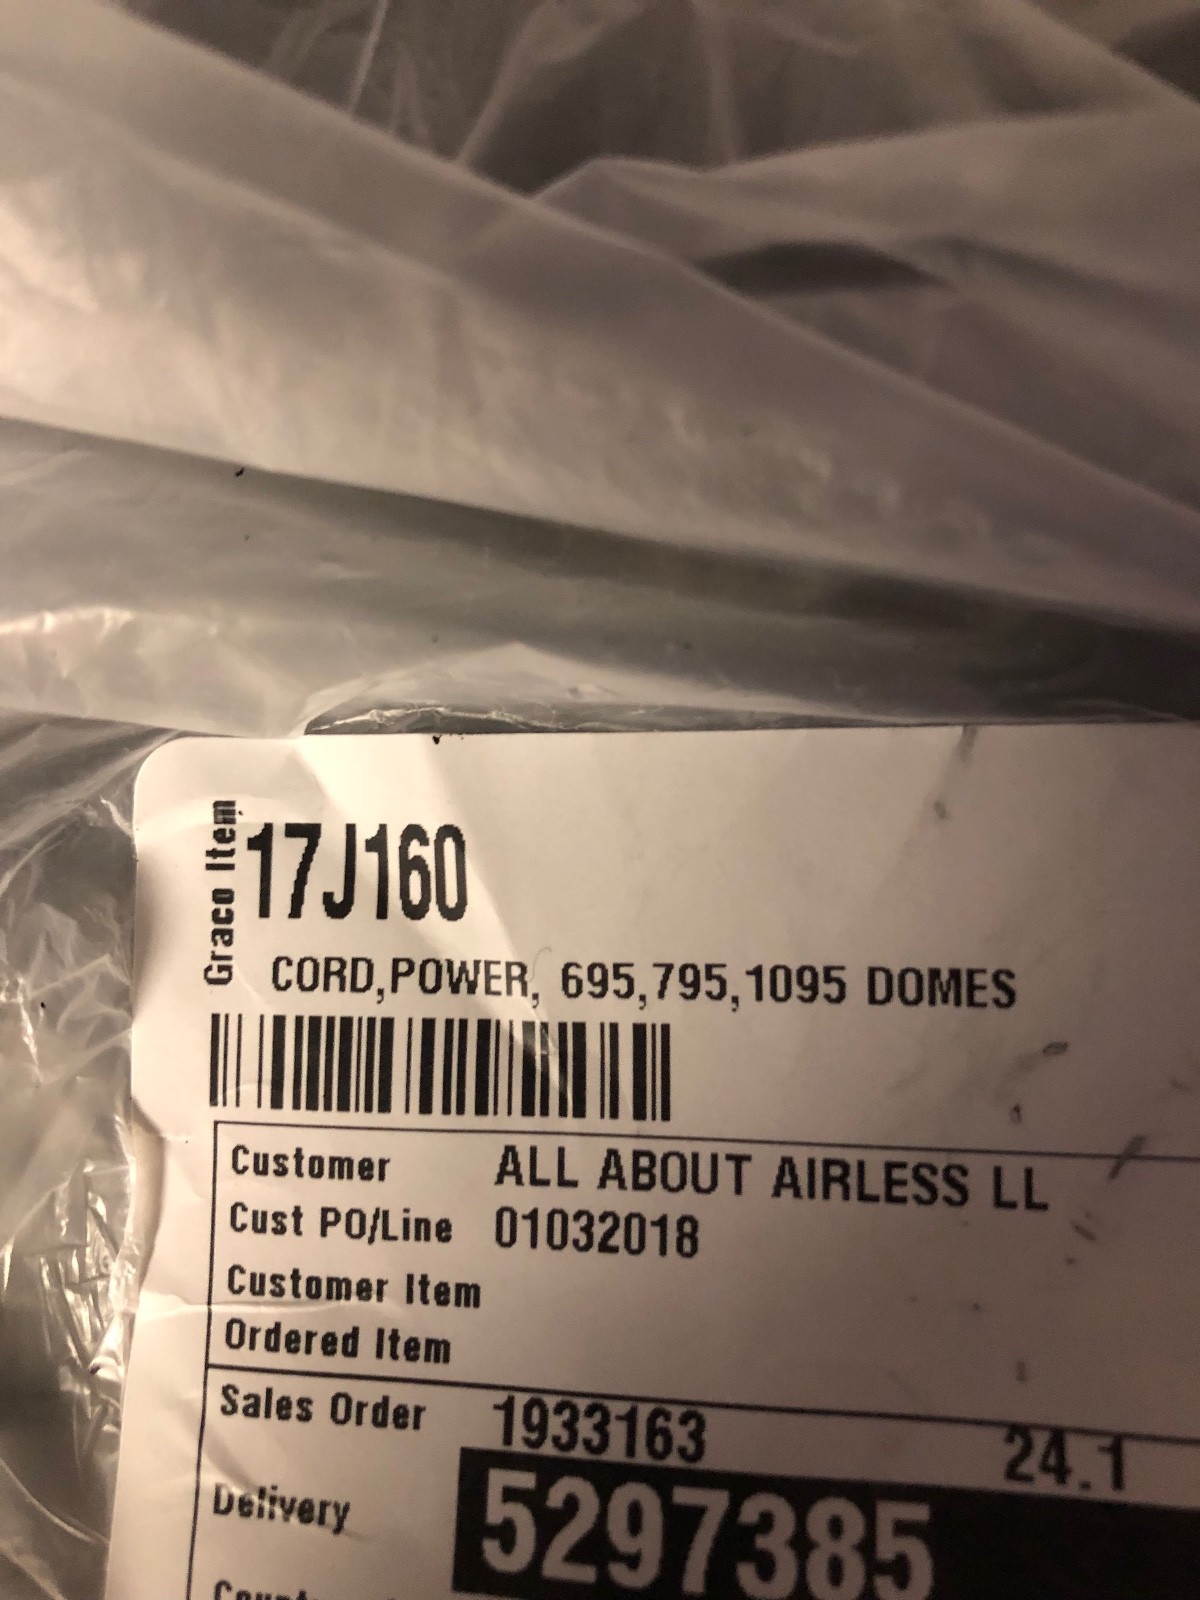 Graco Item
17J160
CORD,POWER, 695,795,1095 DOMES
Customer ALL ABOUT AIRLESS LL
Cust PO/Line 01032018
Customer Item
Ordered Item
Sales Order 1933163 24.1
Delivery 5297385